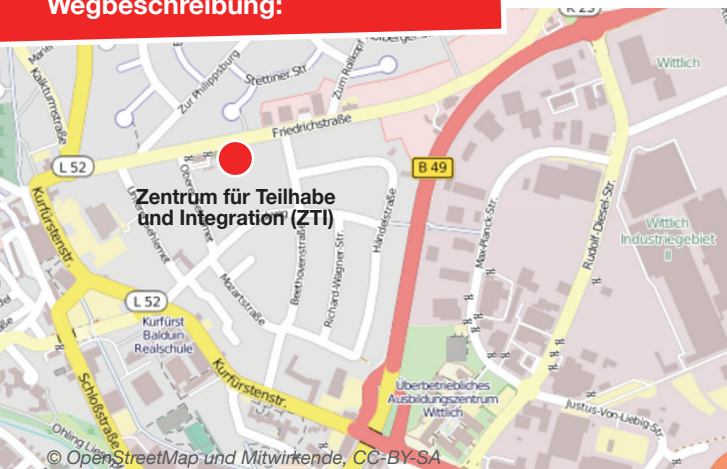 Wegbeschreibung:
K 23
Wittlich
Stettiner Str.
Zum Rollkopf
Zur Philippsburg
Kalkturmstraße
Friedrichstraße
L 52
B 49
Zentrum für Teilhabe
und Integration (ZTI)
Kurfürstenstr.
Händelstraße
Max-Planck-Str.
Rudolf-Diesel-Str.
Wittlich
Industriegebiet
II
Beethovenstraße
Richard-Wagner-Str.
Mozartstraße
L 52
Kurfürst
Balduin
Realschule
Kurfürstenstr.
Schloßstraße
Überbetriebliches
Ausbildungszentrum
Wittlich
Justus-Von-Liebig-Str.
© OpenStreetMap und Mitwirkende, CC-BY-SA